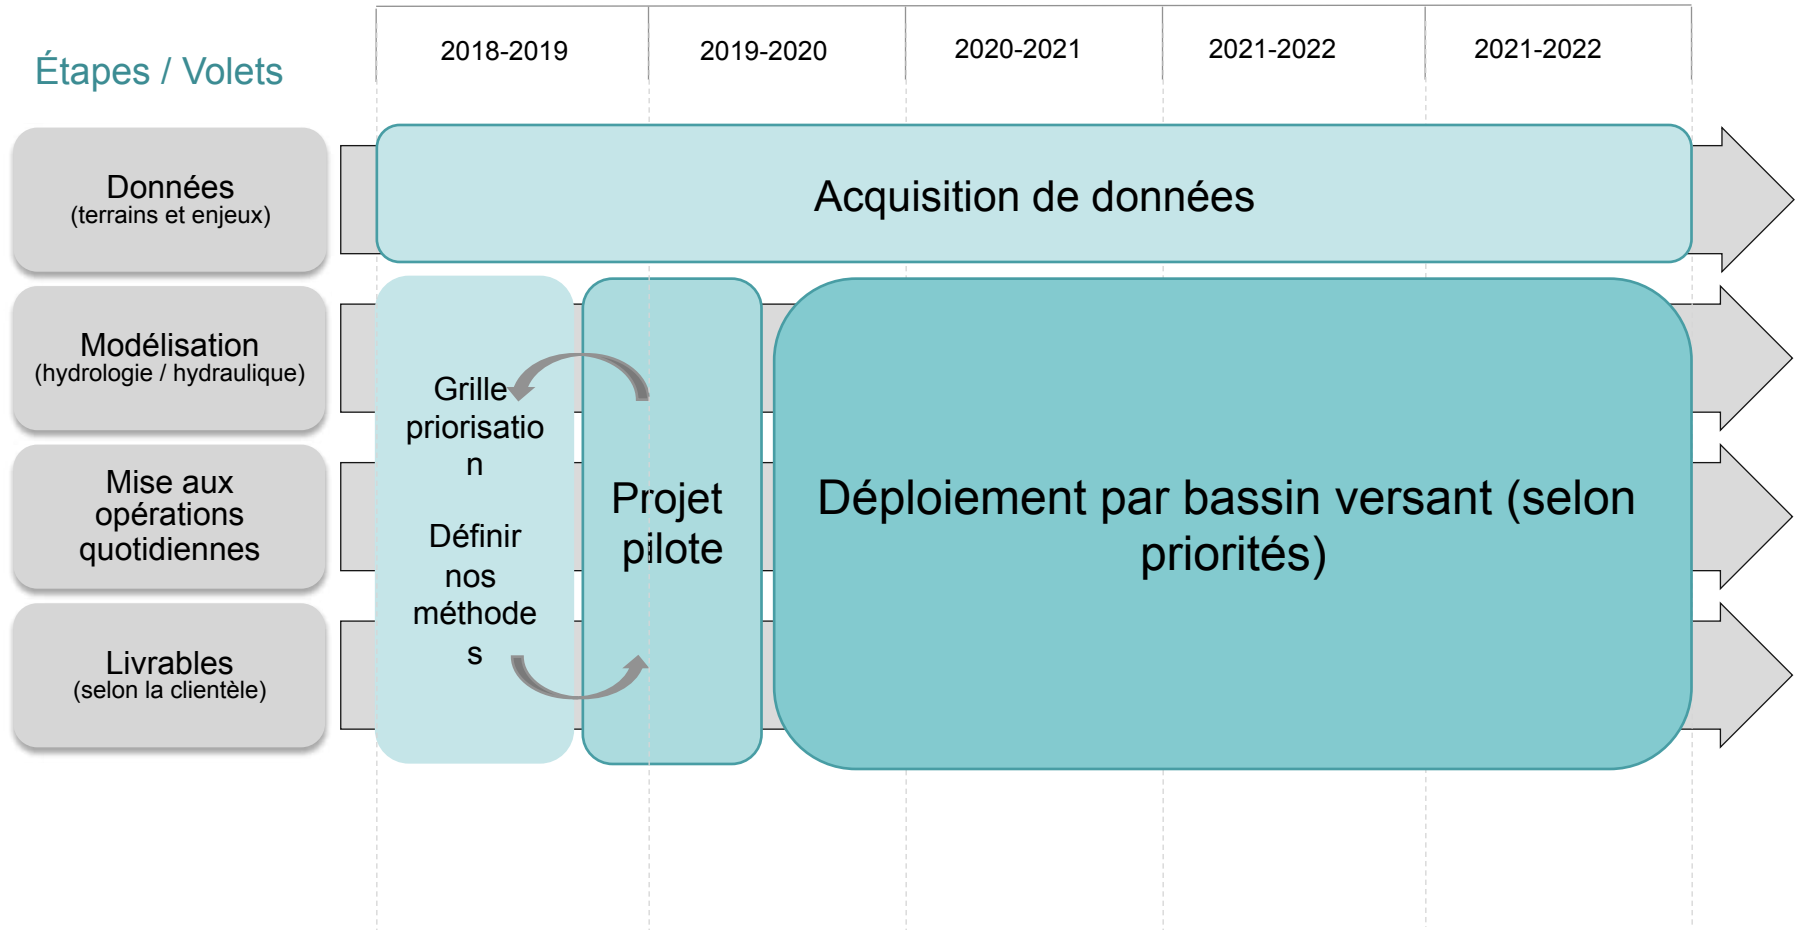 Étapes / Volets
2018-2019
2019-2020
2020-2021
2021-2022
2021-2022
Données
(terrains et enjeux)
Acquisition de données
Modélisation
(hydrologie / hydraulique)
Mise aux
opérations
quotidiennes
Livrables
(selon la clientèle)
Grille
priorisatio
n
Définir
nos
méthode
s
Projet
pilote
Déploiement par bassin versant (selon
priorités)